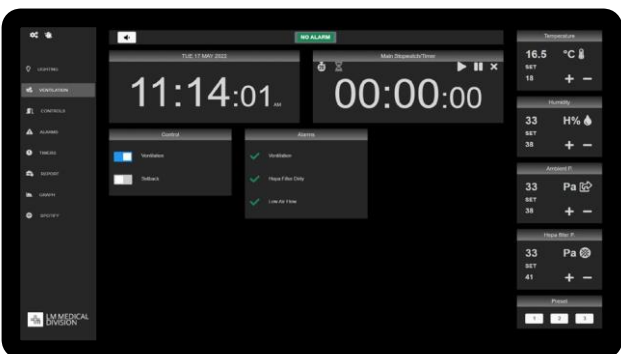 NO ALARM
LIGHTING
VENTILATION
CONTROLS
ALARMS
TIMERS
REPORT
GRAPH
SPOTIFY
LM MEDICAL
DIVISION
TUE 17 MAY 2022
11:14:01 AM
Main Stopwatch/Timer
00:00:00
Control
Ventilation
Setback
Alarms
Ventilation
Hepa Filter Dirty
Low Air Flow
Temperature
16.5 °C
SET
18 + −
Humidity
33 H%
SET
38 + −
Ambient P.
33 Pa
SET
38 + −
Hepa filter P.
33 Pa
SET
41 + −
Preset
1 2 3